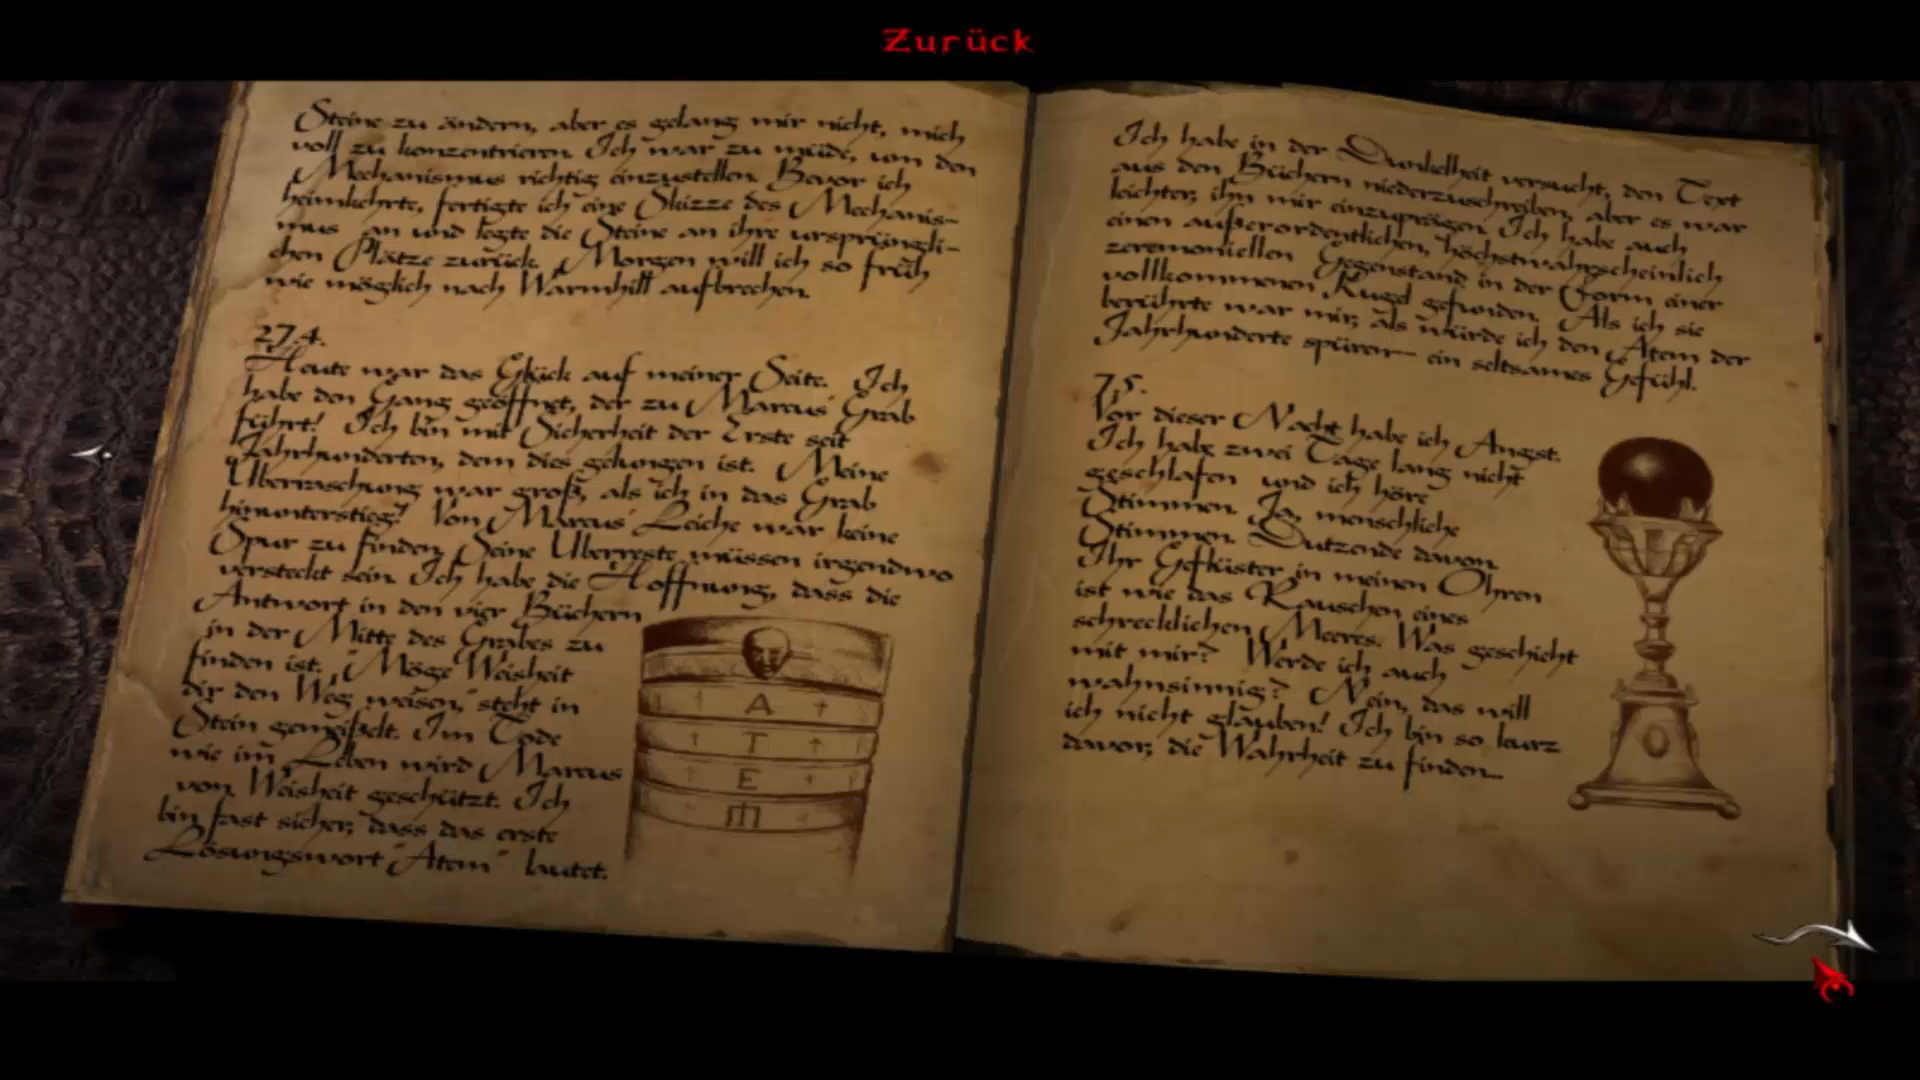 Zurück
Steine zu ändern, aber es gelang mir nicht, mich
voll zu konzentrieren. Ich war zu müde, um den
Mechanismus richtig einzustellen. Bevor ich
heimkehrte, fertigte ich eine Skizze des Mechanis-
mus an und legte die Steine an ihre ursprüngli-
chen Plätze zurück. Morgen will ich so früh
wie möglich nach Warmhill aufbrechen.
27.4.
Heute war das Glück auf meiner Seite. Ich
habe den Gang geöffnet, der zu Marcus' Grab
führt! Ich bin mit Sicherheit der Erste seit
Jahrhunderten, dem dies gelungen ist. Meine
Überraschung war groß, als ich in das Grab
hinunterstieg! Von Marcus' Leiche war keine
Spur zu finden. Seine Überreste müssen irgendwo
versteckt sein. Ich habe die Hoffnung, dass die
Antwort in den vier Büchern
in der Mitte des Grabes zu
finden ist. "Möge Weisheit
dir den Weg weisen," steht in
Stein gemeißelt. Im Tode
wie im Leben wird Marcus
von Weisheit geschützt. Ich
bin fast sicher, dass das erste
Lösungswort "Atem" lautet.
A
T
E
M
Ich habe in der Dunkelheit versucht, den Text
aus den Büchern niederzuschreiben, aber es war
leichter, ihn mir einzuprägen. Ich habe auch
einen außerordentlichen, höchstwahrscheinlich
zeremoniellen Gegenstand in der Form einer
vollkommenen Kugel gefunden. Als ich sie
berührte war mir, als würde ich den Atem der
Jahrhunderte spüren– ein seltsames Gefühl.
7.5.
Vor dieser Nacht habe ich Angst.
Ich habe zwei Tage lang nicht
geschlafen und ich höre
Stimmen. Ja, menschliche
Stimmen. Dutzende davon.
Ihr Geflüster in meinen Ohren
ist wie das Rauschen eines
schrecklichen Meeres. Was geschieht
mit mir? Werde ich auch
wahnsinnig? Nein, das will
ich nicht glauben! Ich bin so kurz
davor, die Wahrheit zu finden...